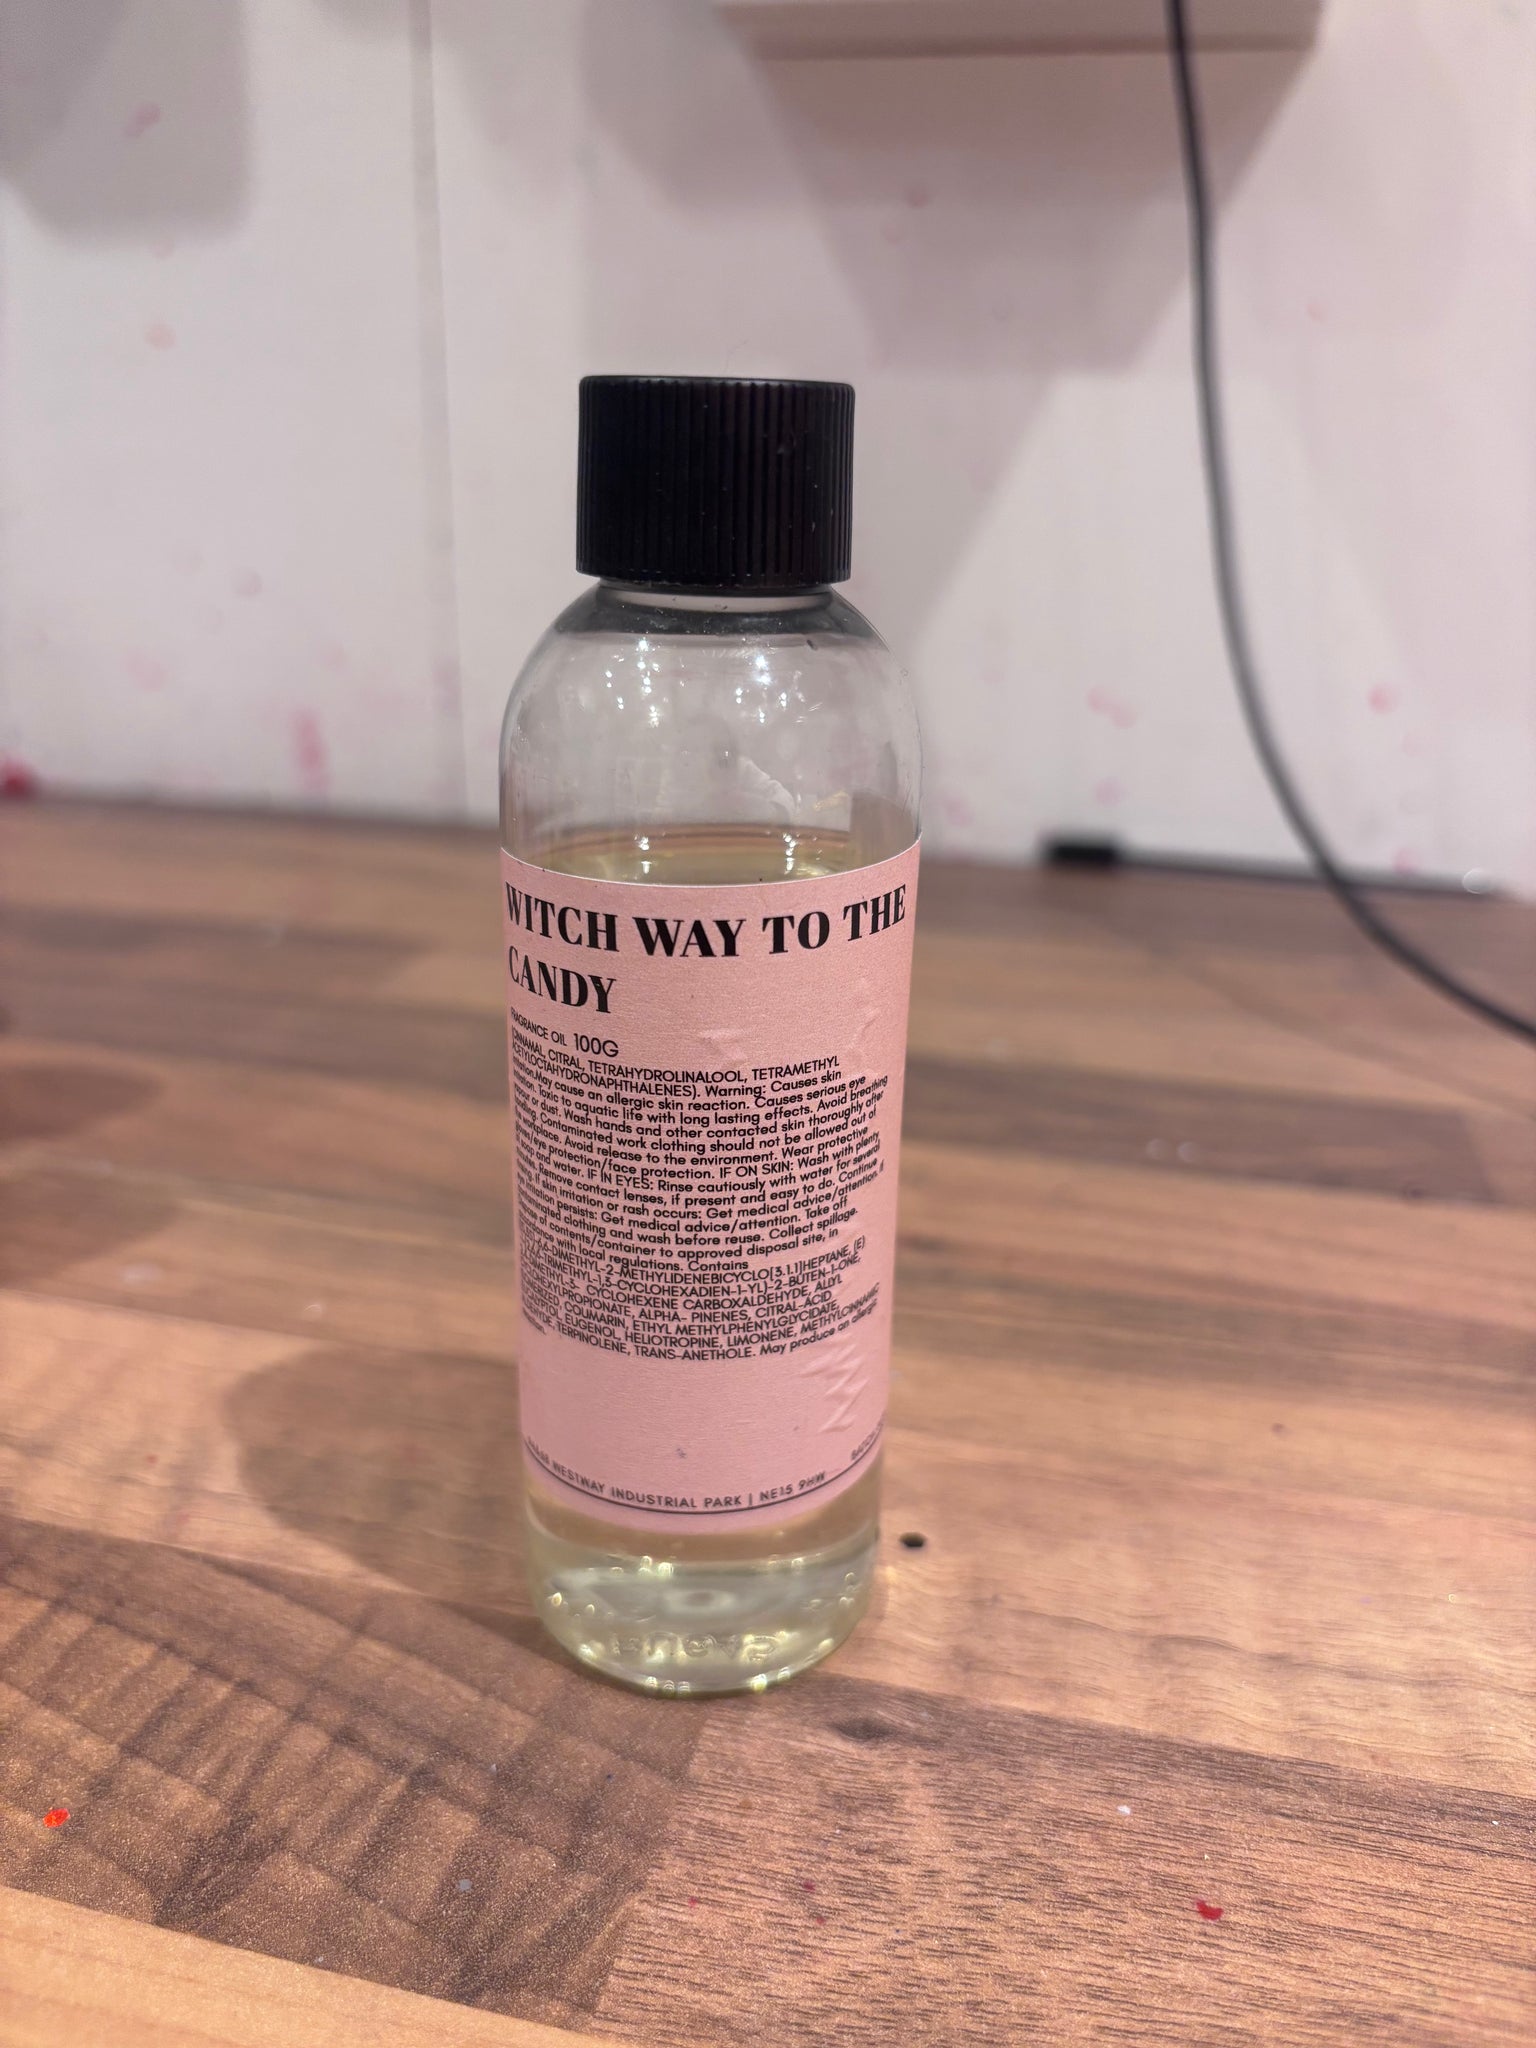 WITCH WAY TO THE
CANDY
FRAGRANCE OIL 100G
(CINNAMAL, CITRAL, TETRAHYDROLINALOOL, TETRAMETHYL
ACETYLOCTAHYDRONAPHTHALENES). Warning: Causes skin
irritation. May cause an allergic skin reaction. Causes serious eye
irritation. Toxic to aquatic life with long lasting effects. Avoid breathing
vapour or dust. Wash hands and other contacted skin thoroughly after
handling. Contaminated work clothing should not be allowed out of
the workplace. Avoid release to the environment. Wear protective
gloves/eye protection/face protection. IF ON SKIN: Wash with plenty
of soap and water. IF IN EYES: Rinse cautiously with water for several
minutes. Remove contact lenses, if present and easy to do. Continue
rinsing. If skin irritation or rash occurs: Get medical advice/attention. If
eye irritation persists: Get medical advice/attention. Take off
contaminated clothing and wash before reuse. Collect spillage.
Dispose of contents/container to approved disposal site, in
accordance with local regulations. Contains
6,6-DIMETHYL-2-METHYLIDENEBICYCLO[3.1.1]HEPTANE, (E)
-TRIMETHYL-1,3-CYCLOHEXADIEN-1-YL)-2-BUTEN-1-ONE,
DIMETHYL-3- CYCLOHEXENE CARBOXALDEHYDE, ALLYL
CYCLOHEXYLPROPIONATE, ALPHA- PINENES, CITRAL-ACID
COUMARIN, ETHYL METHYLPHENYLGLYCIDATE,
EUCALYPTOL, EUGENOL, HELIOTROPINE, LIMONENE, METHYLCINNAMIC
ALDEHYDE, TERPINOLENE, TRANS-ANETHOLE. May produce an allergic
reaction.
WESTWAY INDUSTRIAL PARK | NE15 9HW